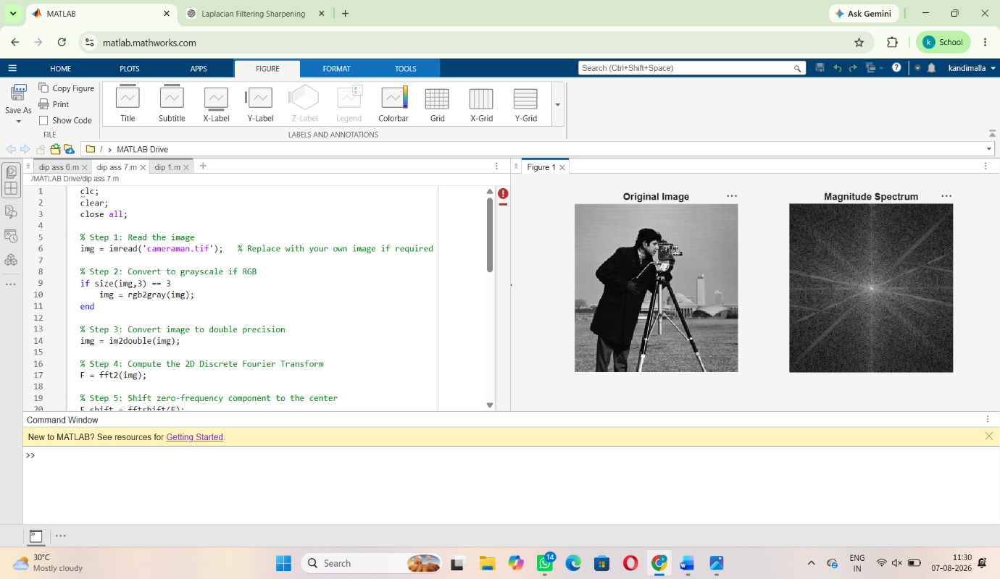 MATLAB
Laplacian Filtering Sharpening
Ask Gemini
matlab.mathworks.com
k School
HOME PLOTS APPS FIGURE FORMAT TOOLS
Search (Ctrl+Shift+Space)
kandimalla
Save As
Copy Figure
Print
Show Code
FILE
Title Subtitle X-Label Y-Label Z-Label Legend Colorbar Grid X-Grid Y-Grid
LABELS AND ANNOTATIONS
/ › MATLAB Drive
dip ass 6.m dip ass 7.m dip 1.m
/MATLAB Drive/dip ass 7.m
1 clc;
2 clear;
3 close all;
4
5 % Step 1: Read the image
6 img = imread('cameraman.tif'); % Replace with your own image if required
7
8 % Step 2: Convert to grayscale if RGB
9 if size(img,3) == 3
10 img = rgb2gray(img);
11 end
12
13 % Step 3: Convert image to double precision
14 img = im2double(img);
15
16 % Step 4: Compute the 2D Discrete Fourier Transform
17 F = fft2(img);
18
19 % Step 5: Shift zero-frequency component to the center
20 F_shift = fftshift(F);
Figure 1
Original Image
Magnitude Spectrum
Command Window
New to MATLAB? See resources for Getting Started.
>>
30°C
Mostly cloudy
Search
14
ENG
IN
11:30
07-08-2026